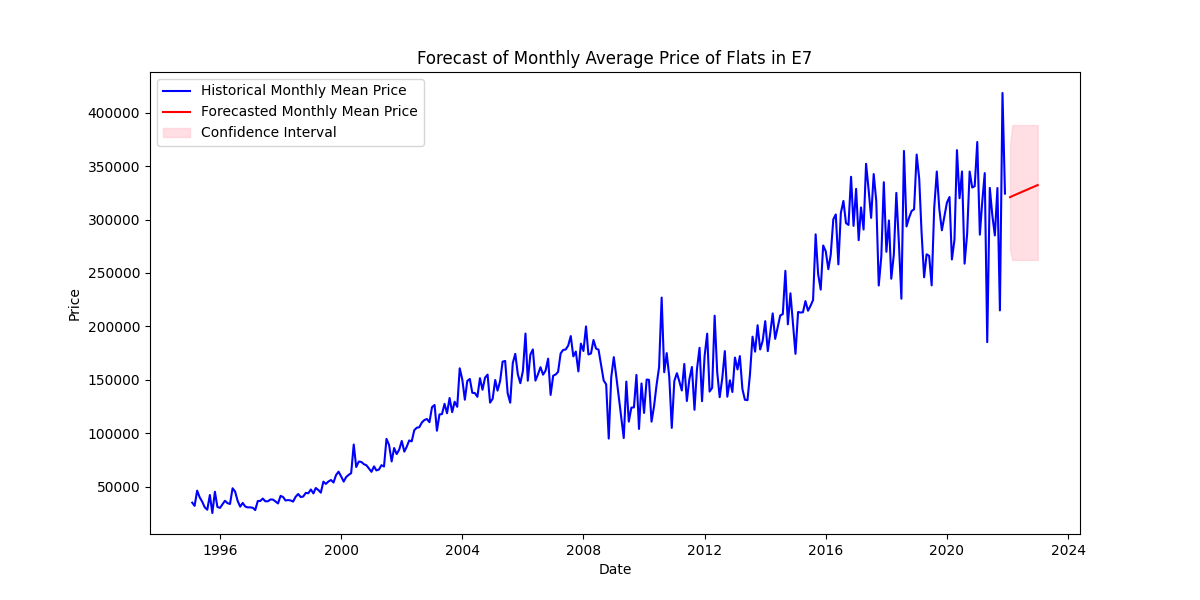 Forecast of Monthly Average Price of Flats in E7
Historical Monthly Mean Price
Forecasted Monthly Mean Price
Confidence Interval
400000
350000
300000
250000
200000
150000
100000
50000
Price
1996 2000 2004 2008 2012 2016 2020 2024
Date